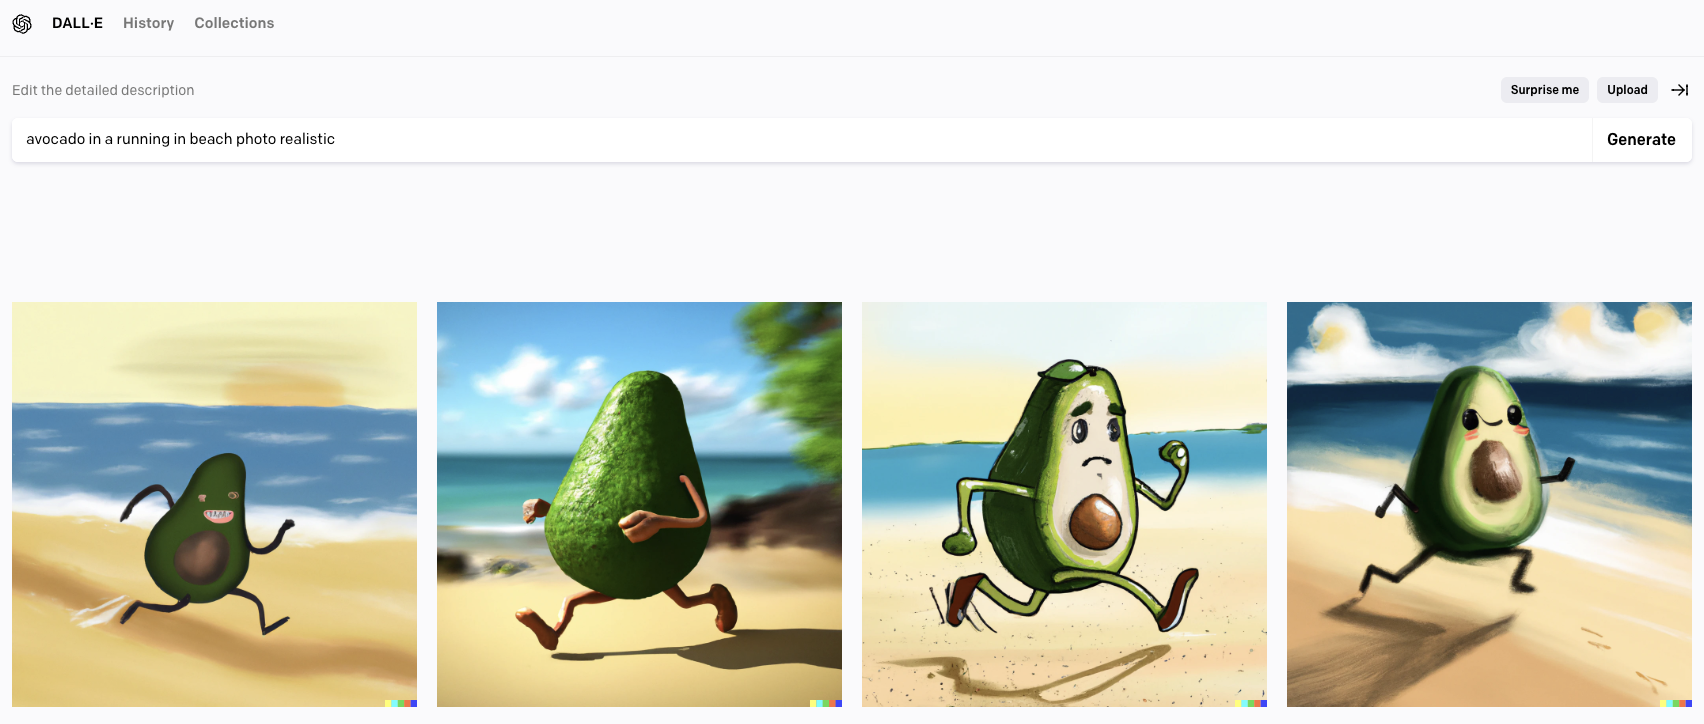 DALL·E History Collections
Edit the detailed description Surprise me Upload
avocado in a running in beach photo realistic Generate